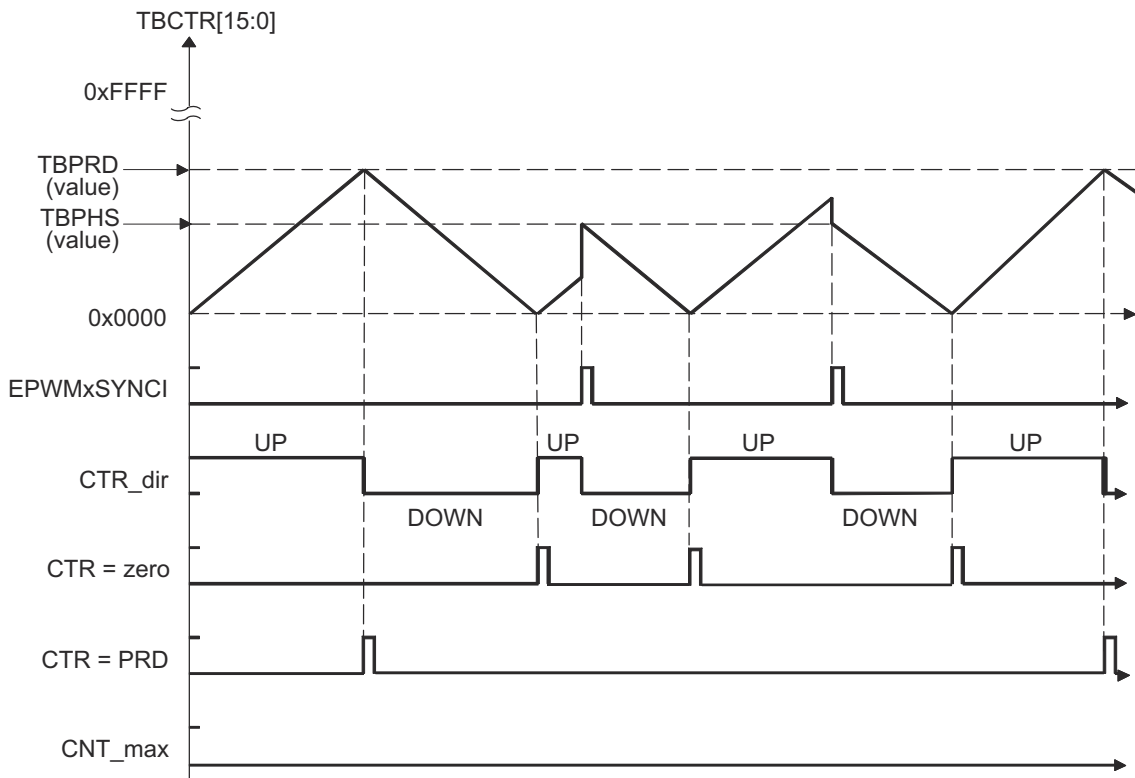 TBCTR[15:0]
0xFFFF
TBPRD
(value)
TBPHS
(value)
0x0000
EPWMxSYNCI
UP UP UP UP
CTR_dir
DOWN DOWN DOWN
CTR = zero
CTR = PRD
CNT_max